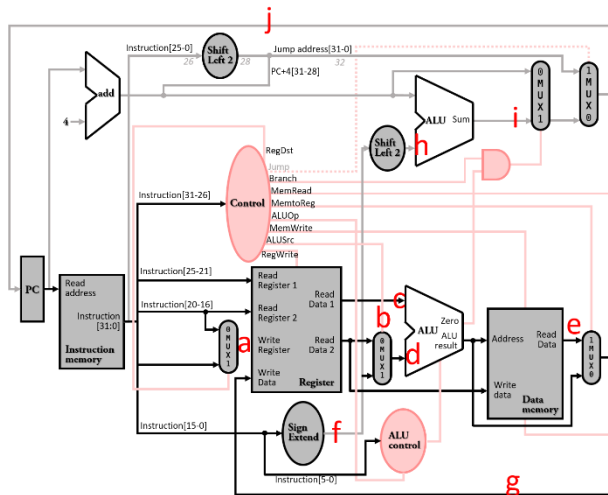 j
Instruction[25-0]
Shift
Left 2
Jump address[31-0]
26
28
32
PC+4[31-28]
add
4
ALU
Sum
i
0
M
U
X
1
1
M
U
X
0
Shift
Left 2
h
RegDst
Jump
Branch
MemRead
MemtoReg
ALUOp
MemWrite
ALUSrc
RegWrite
Control
Instruction[31-26]
PC
Read
address
Instruction
[31:0]
Instruction
memory
Instruction[25-21]
Instruction[20-16]
a
0
M
U
X
1
Read
Register 1
Read
Register 2
Write
Register
Write
Data
Read
Data 1
Read
Data 2
Register
c
b
d
0
M
U
X
1
Zero
ALU
ALU
result
Address
Read
Data
Write
data
Data
memory
e
1
M
U
X
0
Instruction[15-0]
Sign
Extend
f
ALU
control
Instruction[5-0]
g